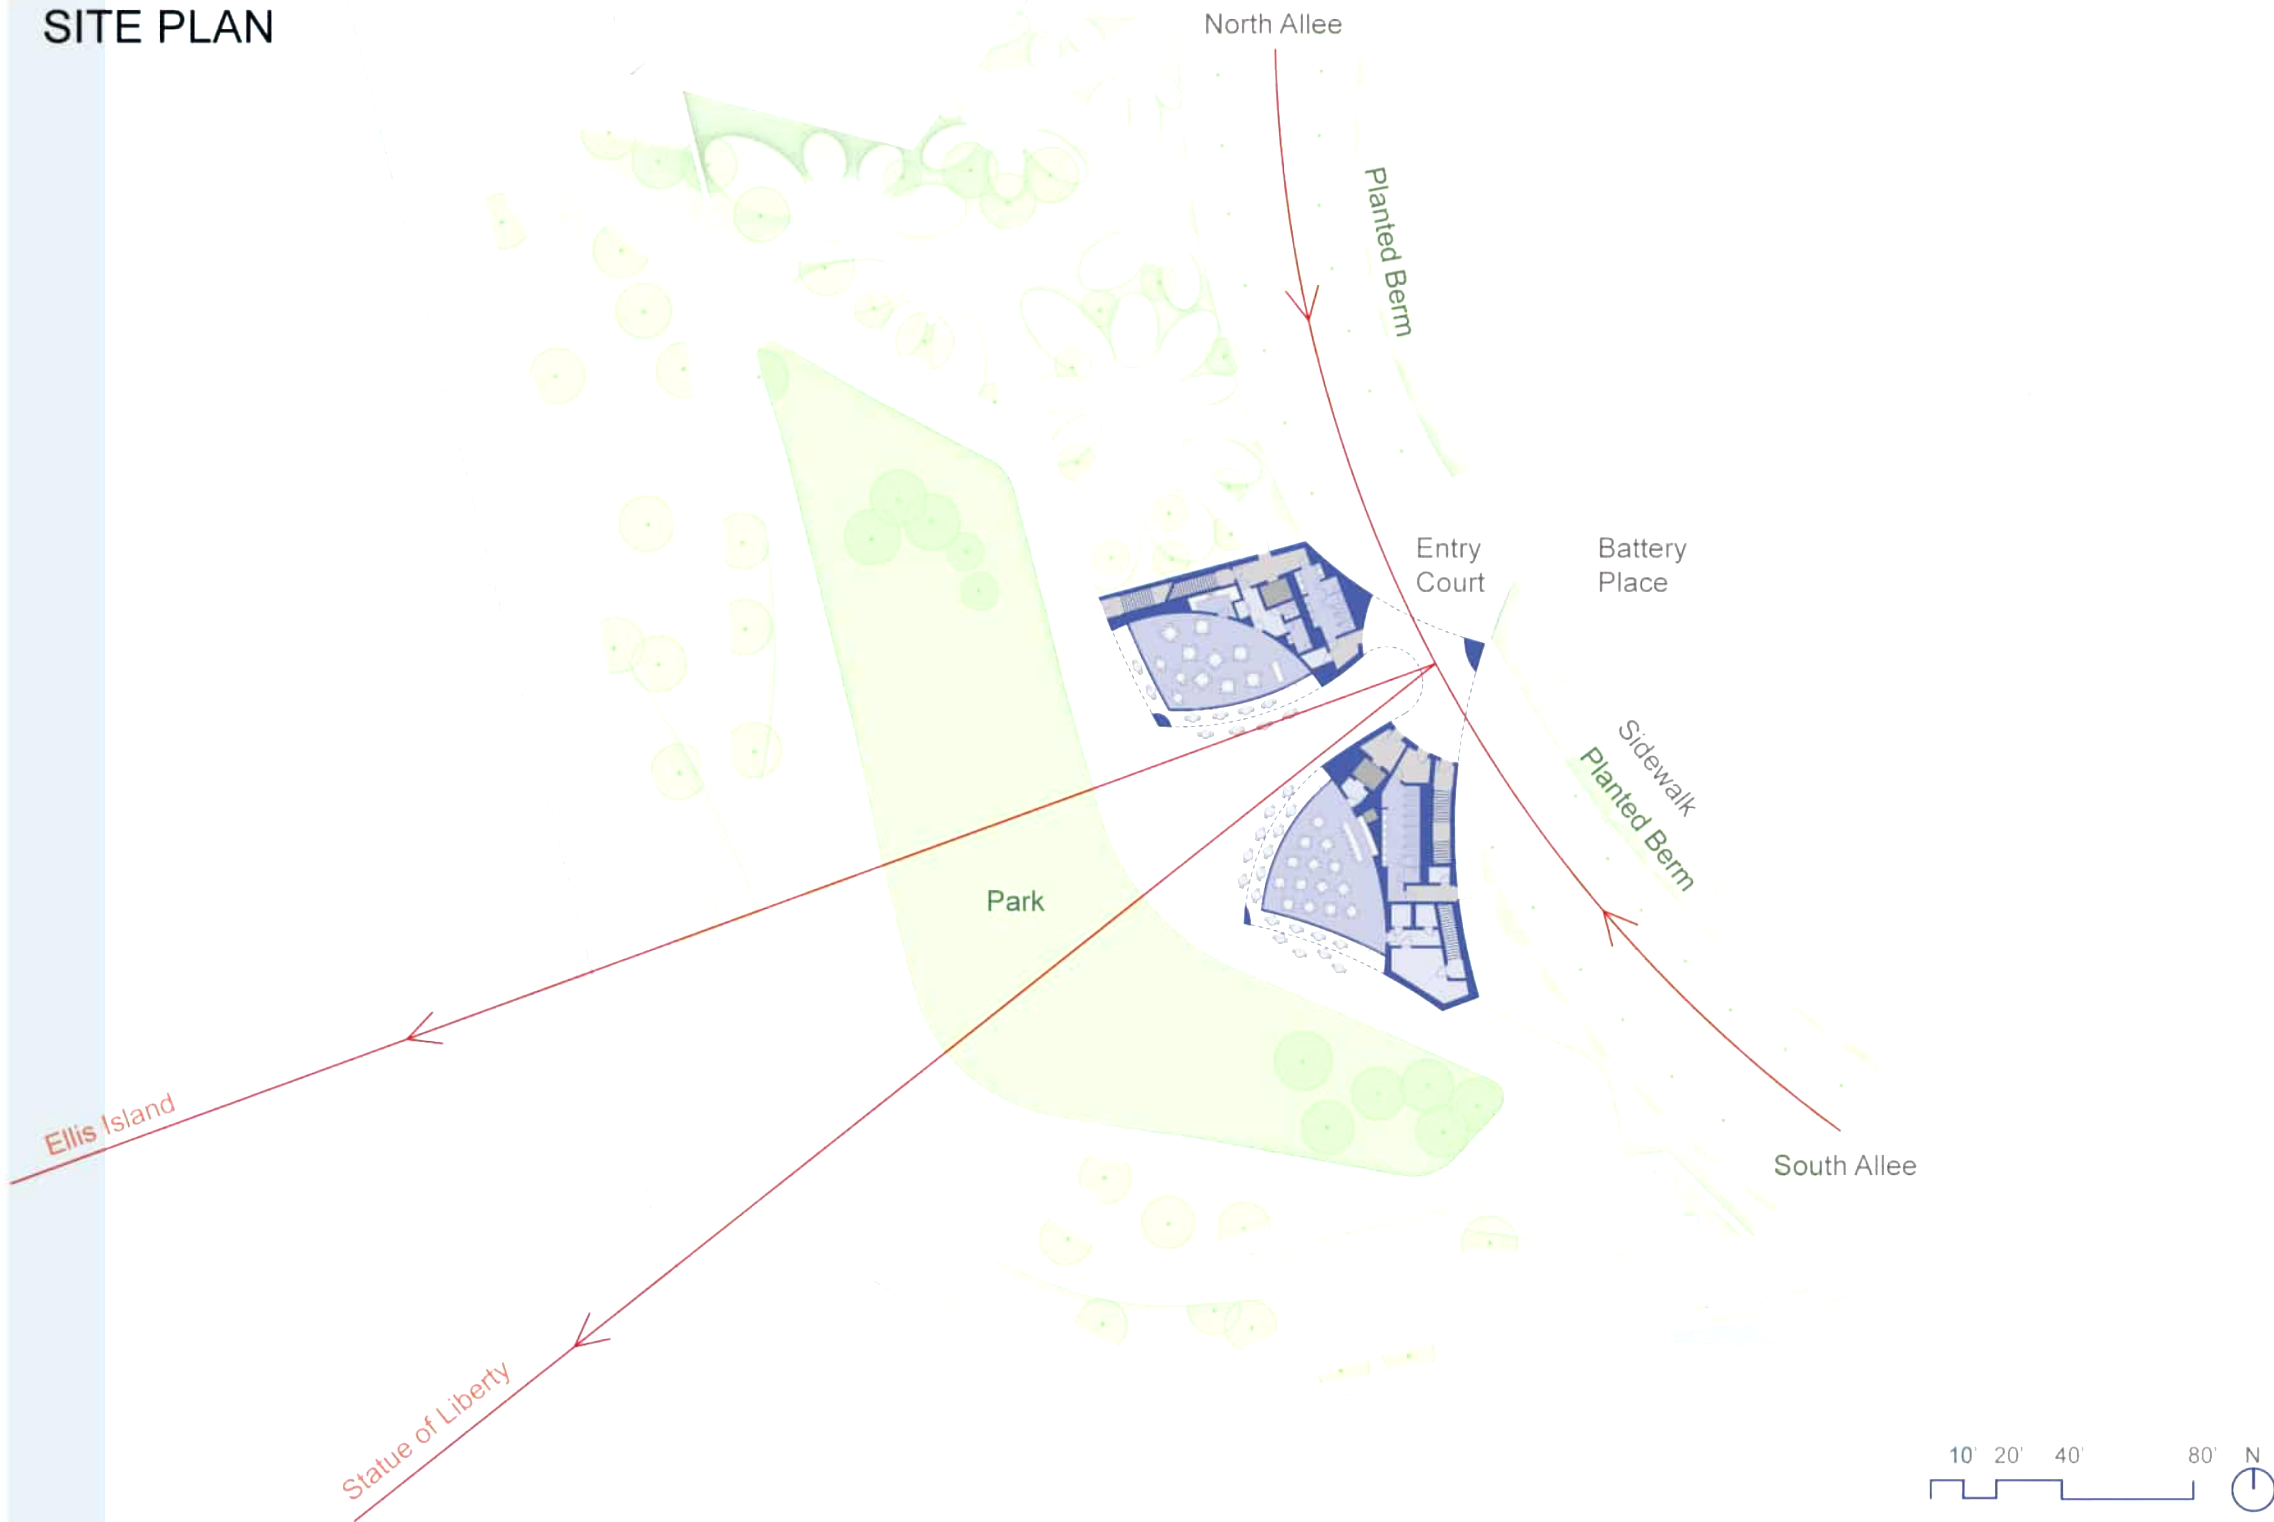 SITE PLAN
North Allee
Planted Berm
Entry
Court
Battery
Place
Sidewalk
Planted Berm
Park
Ellis Island
South Allee
Statue of Liberty
10' 20' 40' 80' N